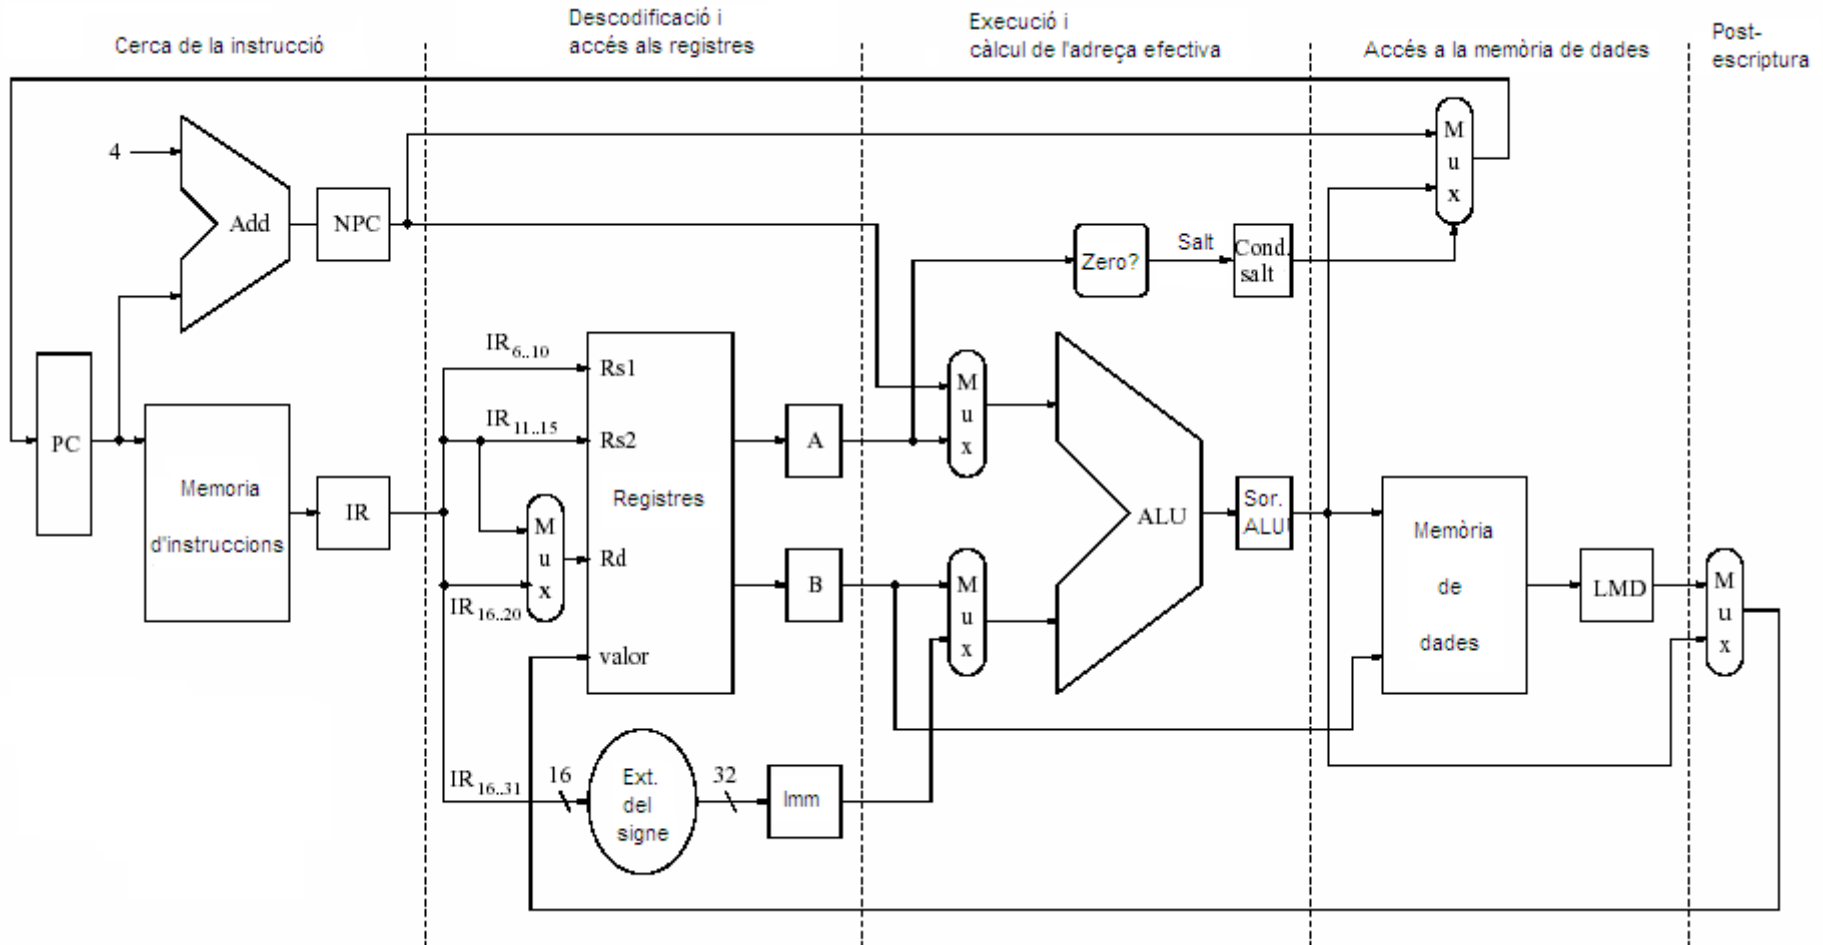 Cerca de la instrucció
Descodificació i
accés als registres
Execució i
càlcul de l'adreça efectiva
Accés a la memòria de dades
Post-
escriptura
4
Add
NPC
M
u
x
Zero?
Salt
Cond.
salt
PC
Memoria
d'instruccions
IR
IR6..10
IR11..15
IR16..20
IR16..31
M
u
x
Rs1
Rs2
Registres
Rd
valor
16
Ext.
del
signe
32
A
B
Imm
M
u
x
M
u
x
ALU
Sor.
ALU
Memòria
de
dades
LMD
M
u
x